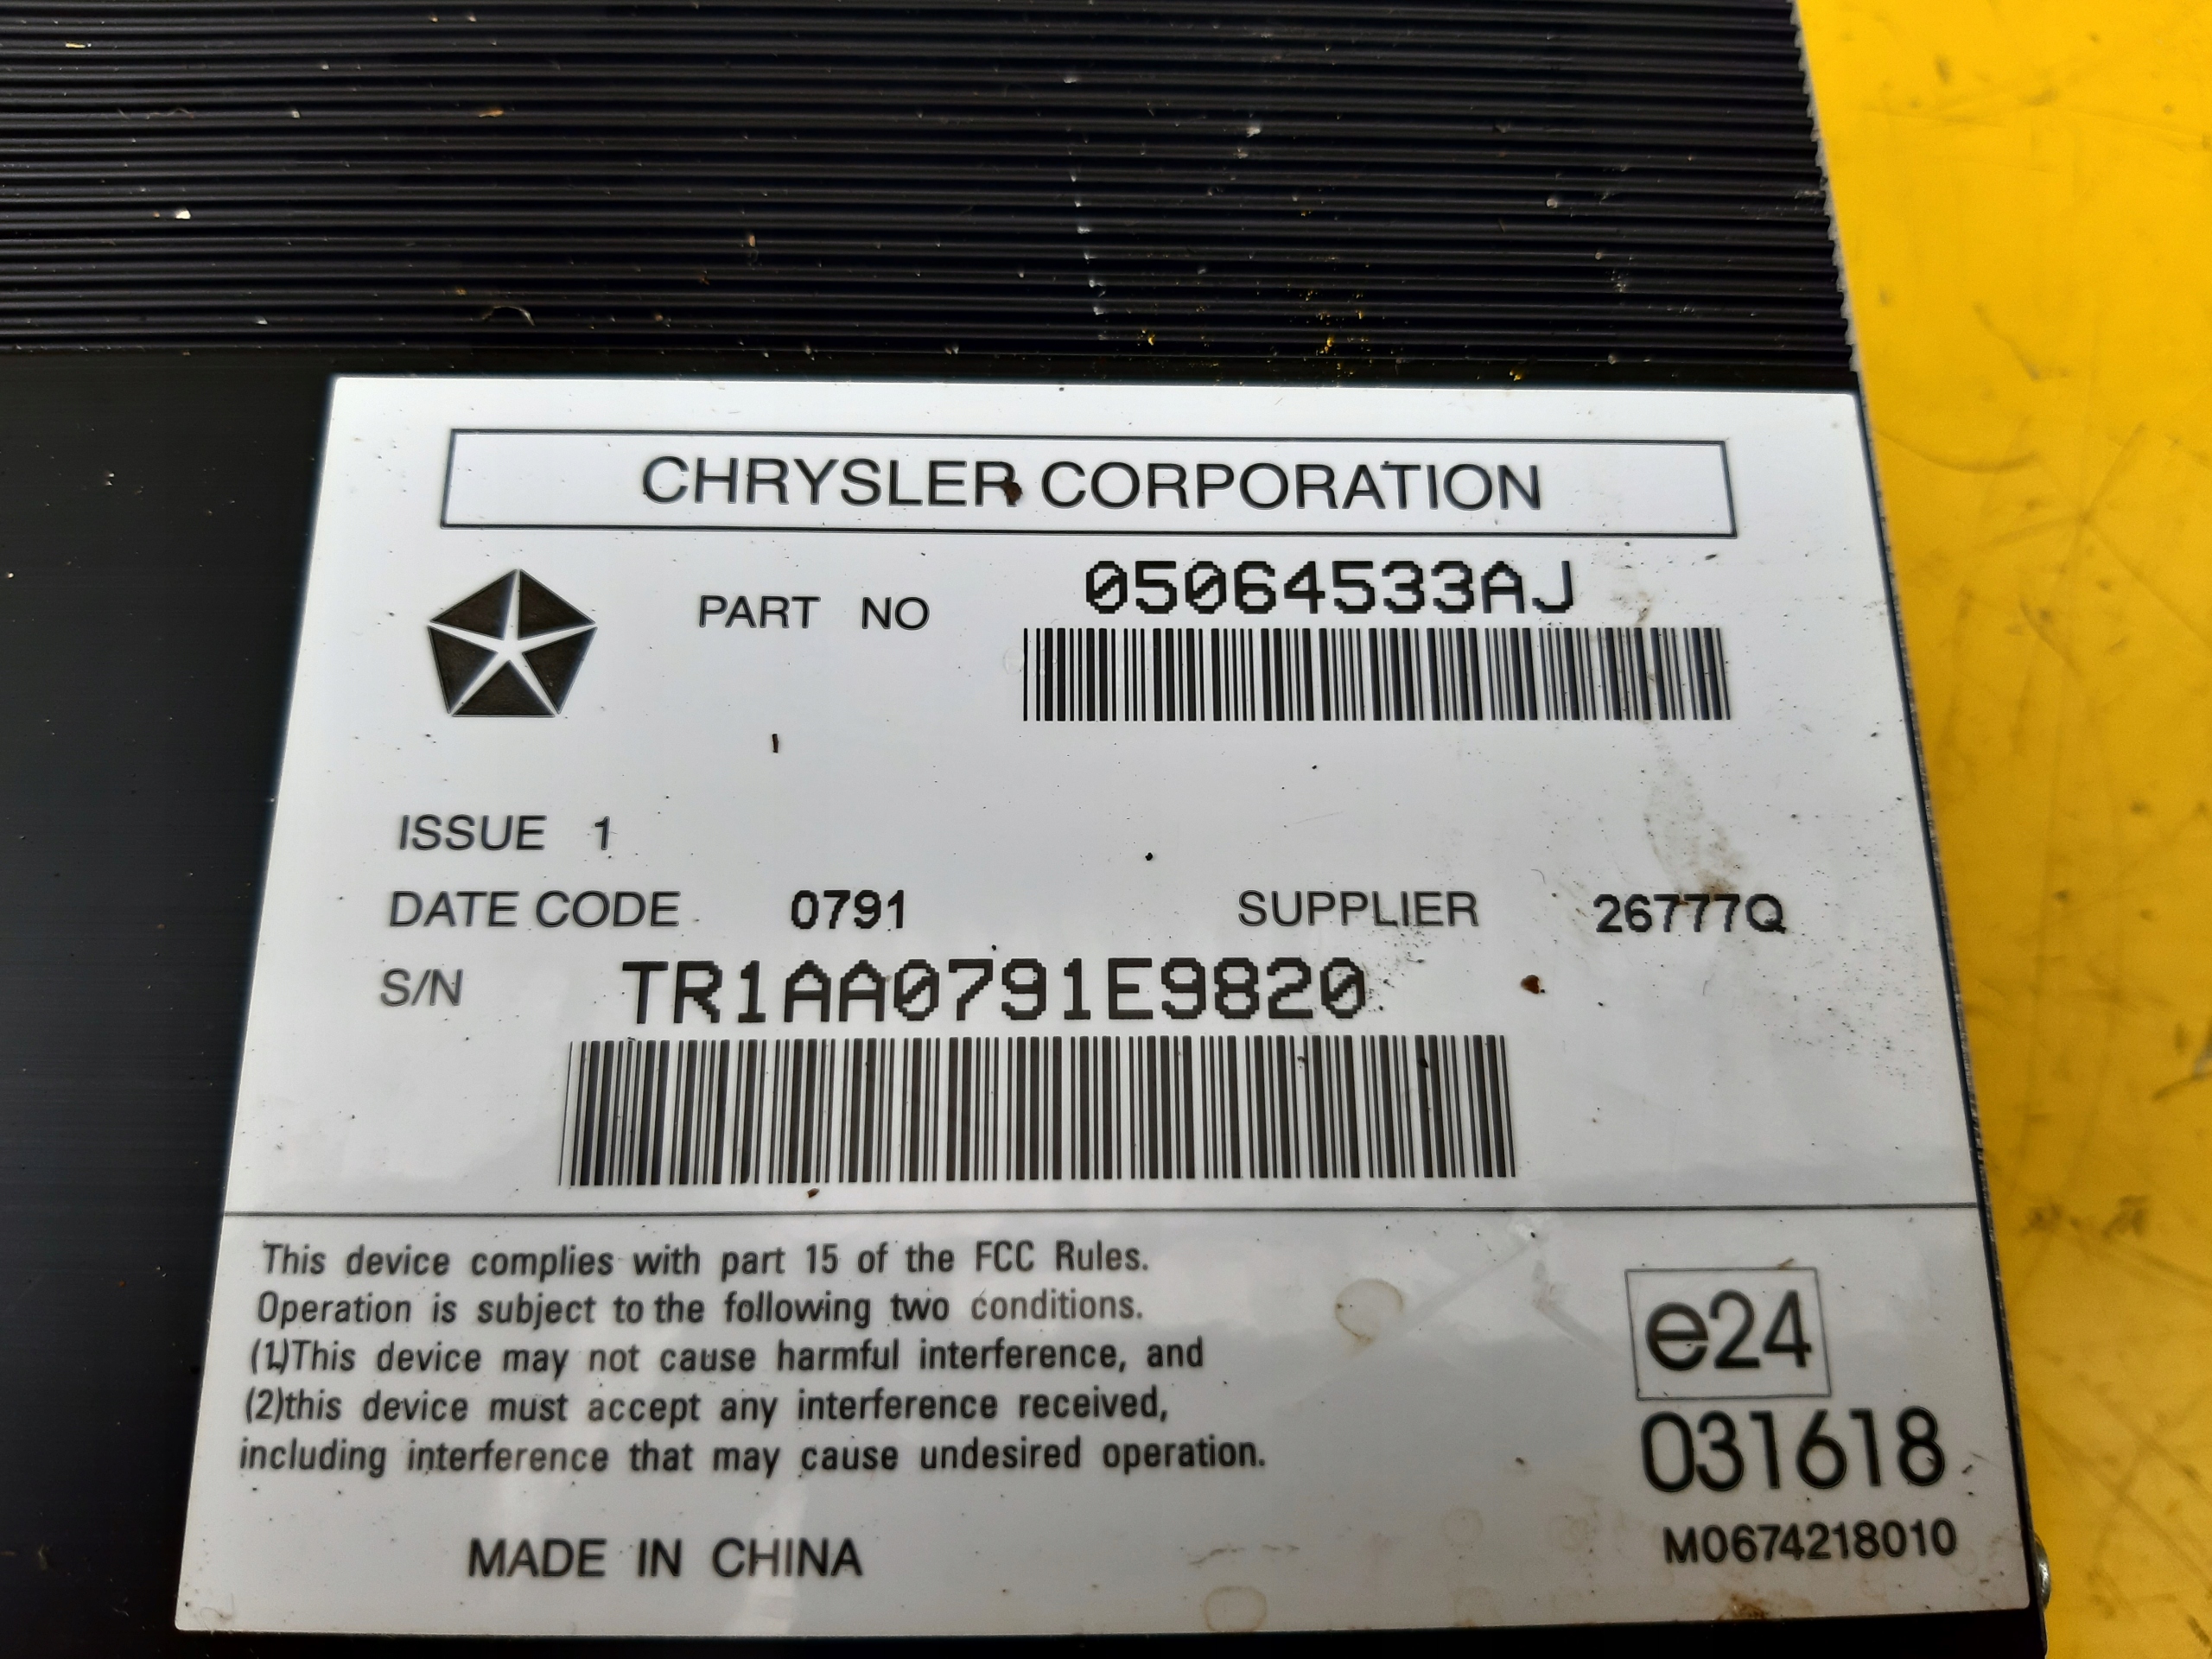 CHRYSLER CORPORATION
PART NO 05064533AJ
ISSUE 1
DATE CODE 0791 SUPPLIER 26777Q
S/N TR1AA0791E9820
This device complies with part 15 of the FCC Rules.
Operation is subject to the following two conditions.
(1)This device may not cause harmful interference, and
(2)this device must accept any interference received,
including interference that may cause undesired operation.
e24
031618
M0674218010
MADE IN CHINA